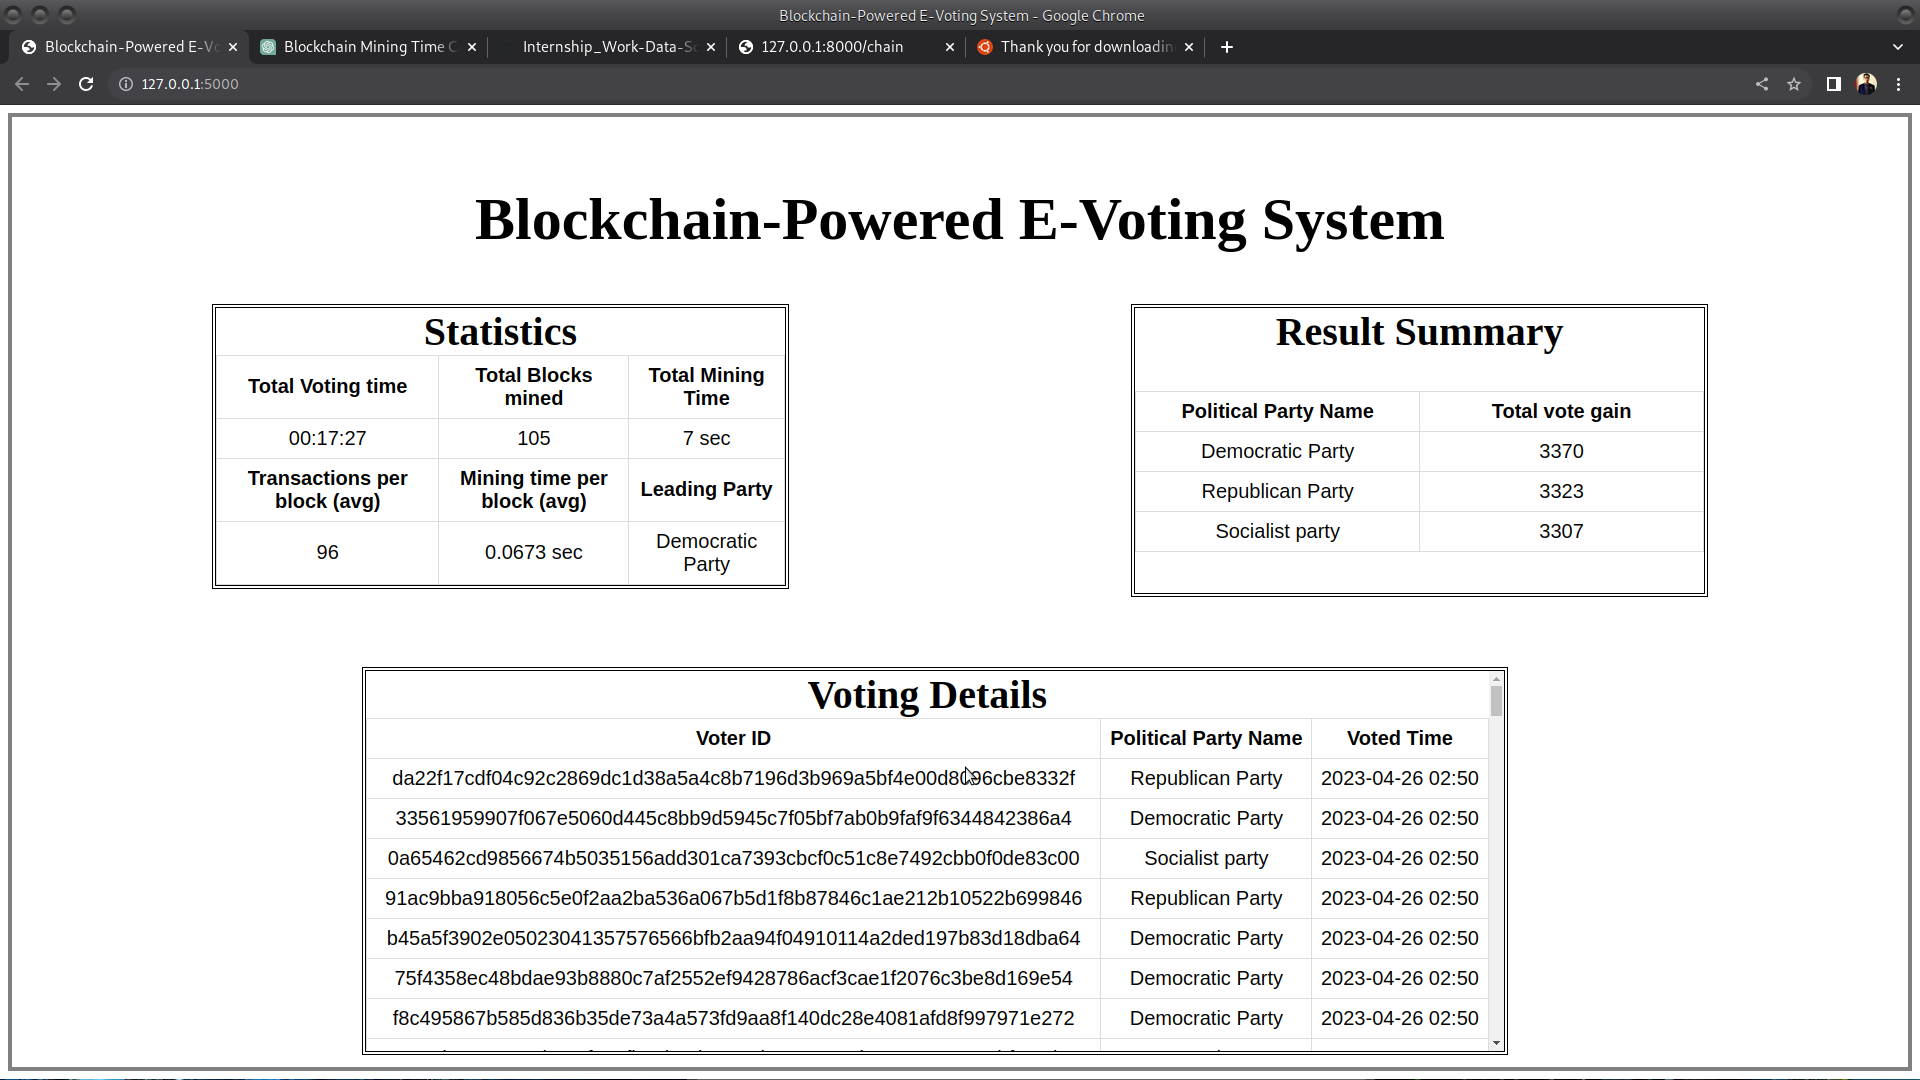 Blockchain-Powered E-Voting System - Google Chrome
Blockchain-Powered E-Vo
Blockchain Mining Time C
Internship_Work-Data-Sc
127.0.0.1:8000/chain
Thank you for downloadin
127.0.0.1:5000
Blockchain-Powered E-Voting System
Statistics
Total Voting time
Total Blocks mined
Total Mining Time
00:17:27
105
7 sec
Transactions per block (avg)
Mining time per block (avg)
Leading Party
96
0.0673 sec
Democratic Party
Result Summary
Political Party Name
Total vote gain
Democratic Party
3370
Republican Party
3323
Socialist party
3307
Voting Details
Voter ID
Political Party Name
Voted Time
Republican Party
2023-04-26 02:50
33561959907f067e5060d445c8bb9d5945c7f05bf7ab0b9faf9f6344842386a4
Democratic Party
2023-04-26 02:50
0a65462cd9856674b5035156add301ca7393cbcf0c51c8e7492cbb0f0de83c00
Socialist party
2023-04-26 02:50
91ac9bba918056c5e0f2aa2ba536a067b5d1f8b87846c1ae212b10522b699846
Republican Party
2023-04-26 02:50
b45a5f3902e05023041357576566bfb2aa94f04910114a2ded197b83d18dba64
Democratic Party
2023-04-26 02:50
75f4358ec48bdae93b8880c7af2552ef9428786acf3cae1f2076c3be8d169e54
Democratic Party
2023-04-26 02:50
f8c495867b585d836b35de73a4a573fd9aa8f140dc28e4081afd8f997971e272
Democratic Party
2023-04-26 02:50